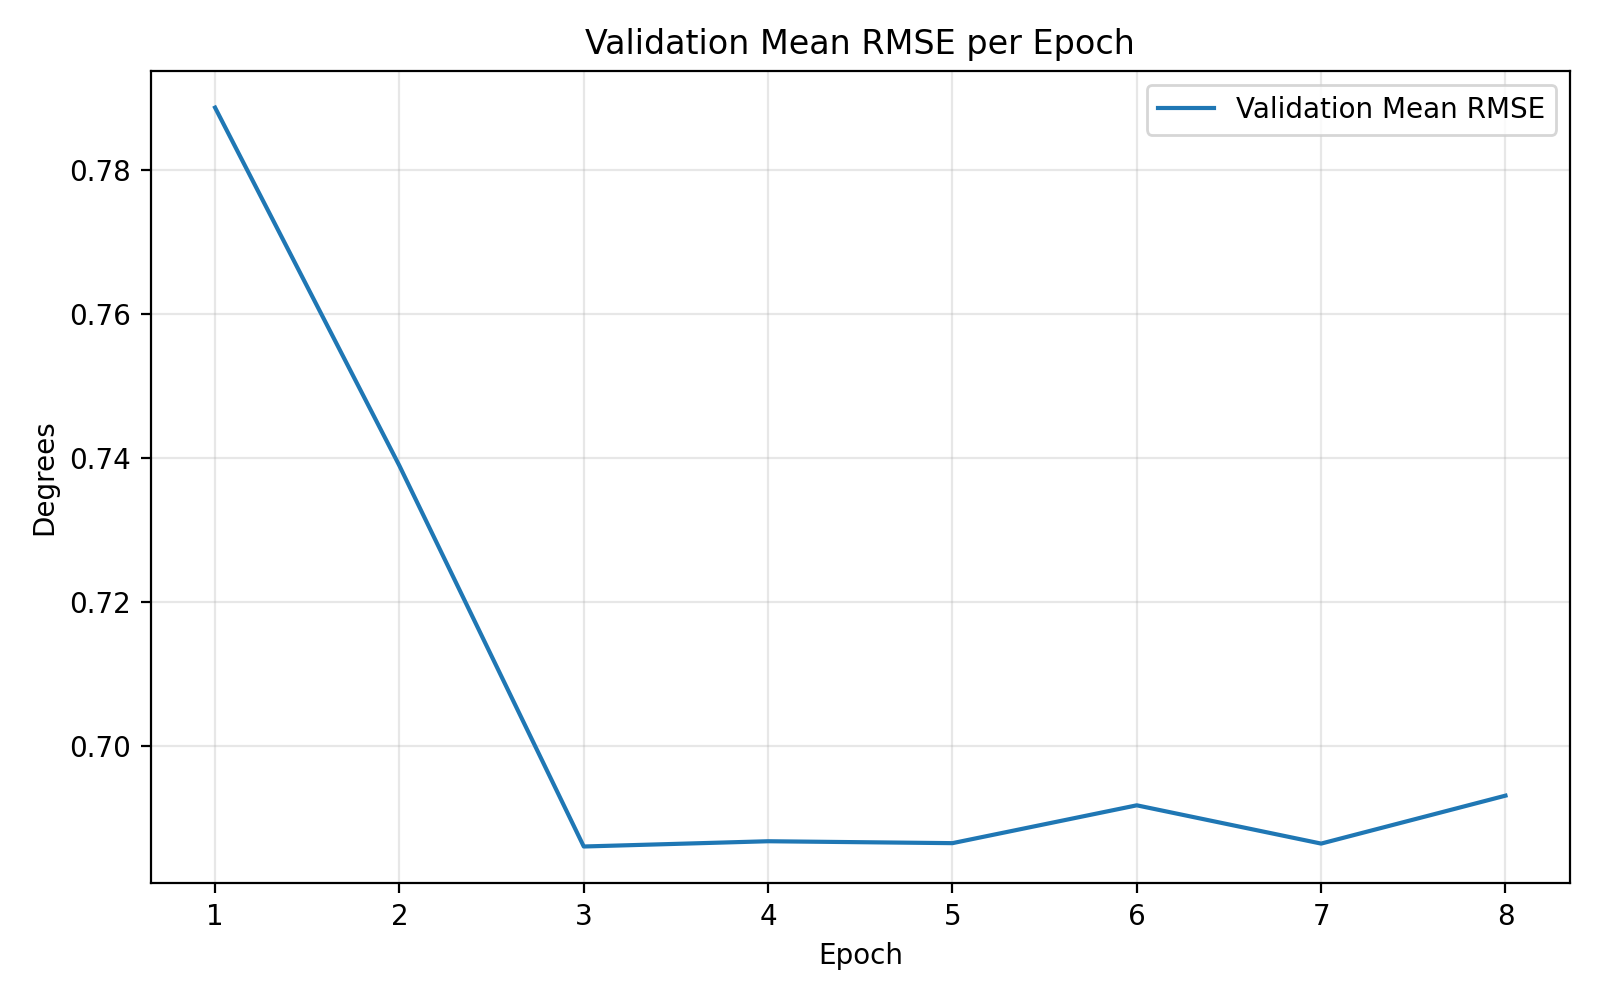 Validation Mean RMSE per Epoch
Validation Mean RMSE
0.78
0.76
0.74
0.72
0.70
Degrees
1 2 3 4 5 6 7 8
Epoch